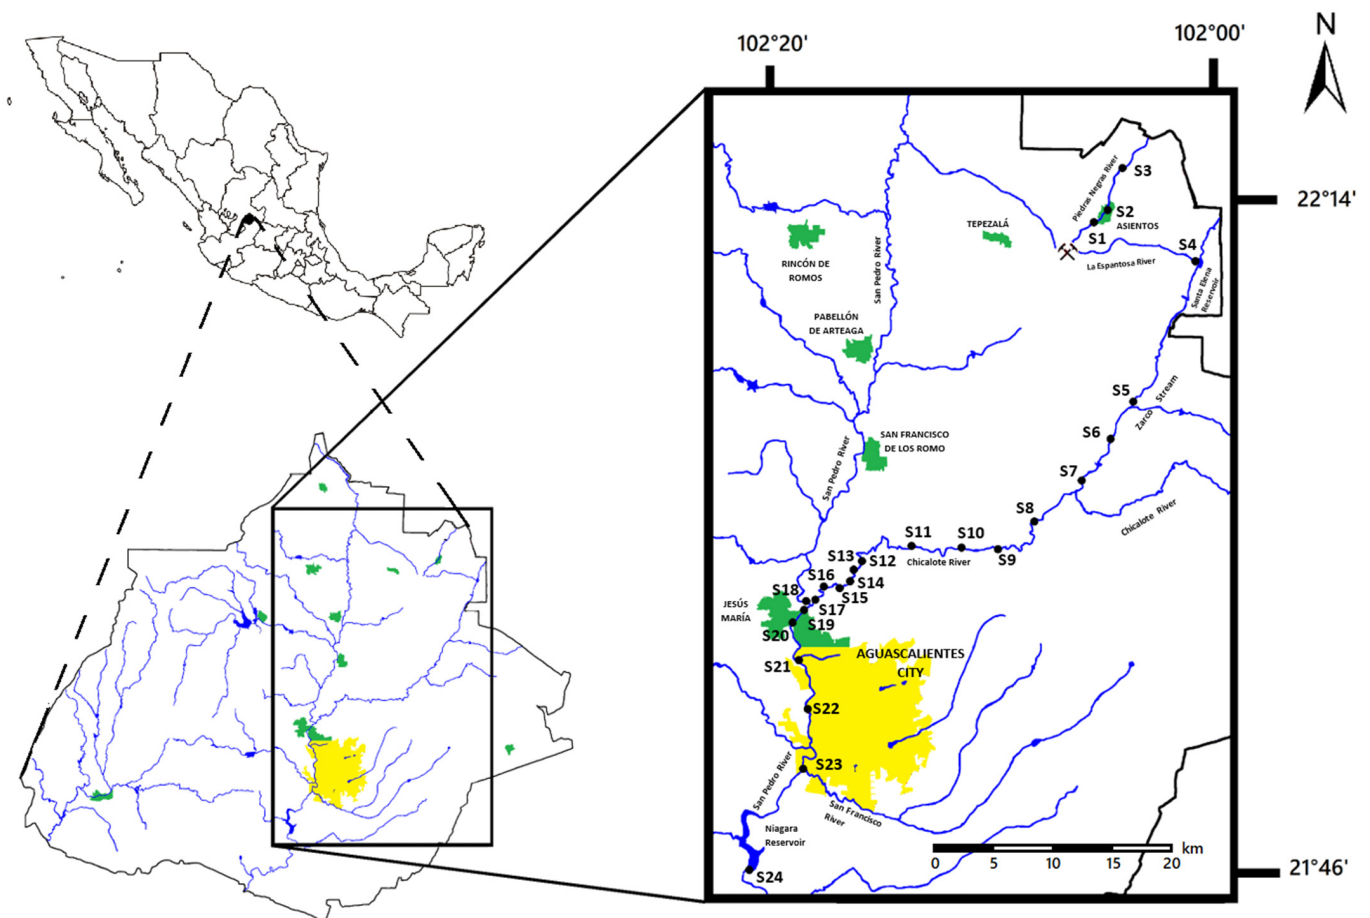 102°20'
102°00'
N
22°14'
21°46'
Piedras Negras River
S3
S2
S1
ASIENTOS
TEPEZALÁ
La Espantosa River
S4
Santa Elena
Reservoir
RINCÓN DE
ROMOS
San Pedro River
PABELLÓN
DE ARTEAGA
S5
Zarco Stream
S6
SAN FRANCISCO
DE LOS ROMO
San Pedro River
S7
Chicalote River
S8
S11
S10
S9
Chicalote River
S13
S12
S16
S14
S15
S18
S17
JESÚS
MARÍA
S19
S20
AGUASCALIENTES
CITY
S21
S22
S23
San Pedro River
San Francisco
River
Niagara
Reservoir
S24
km
0
5
10
15
20